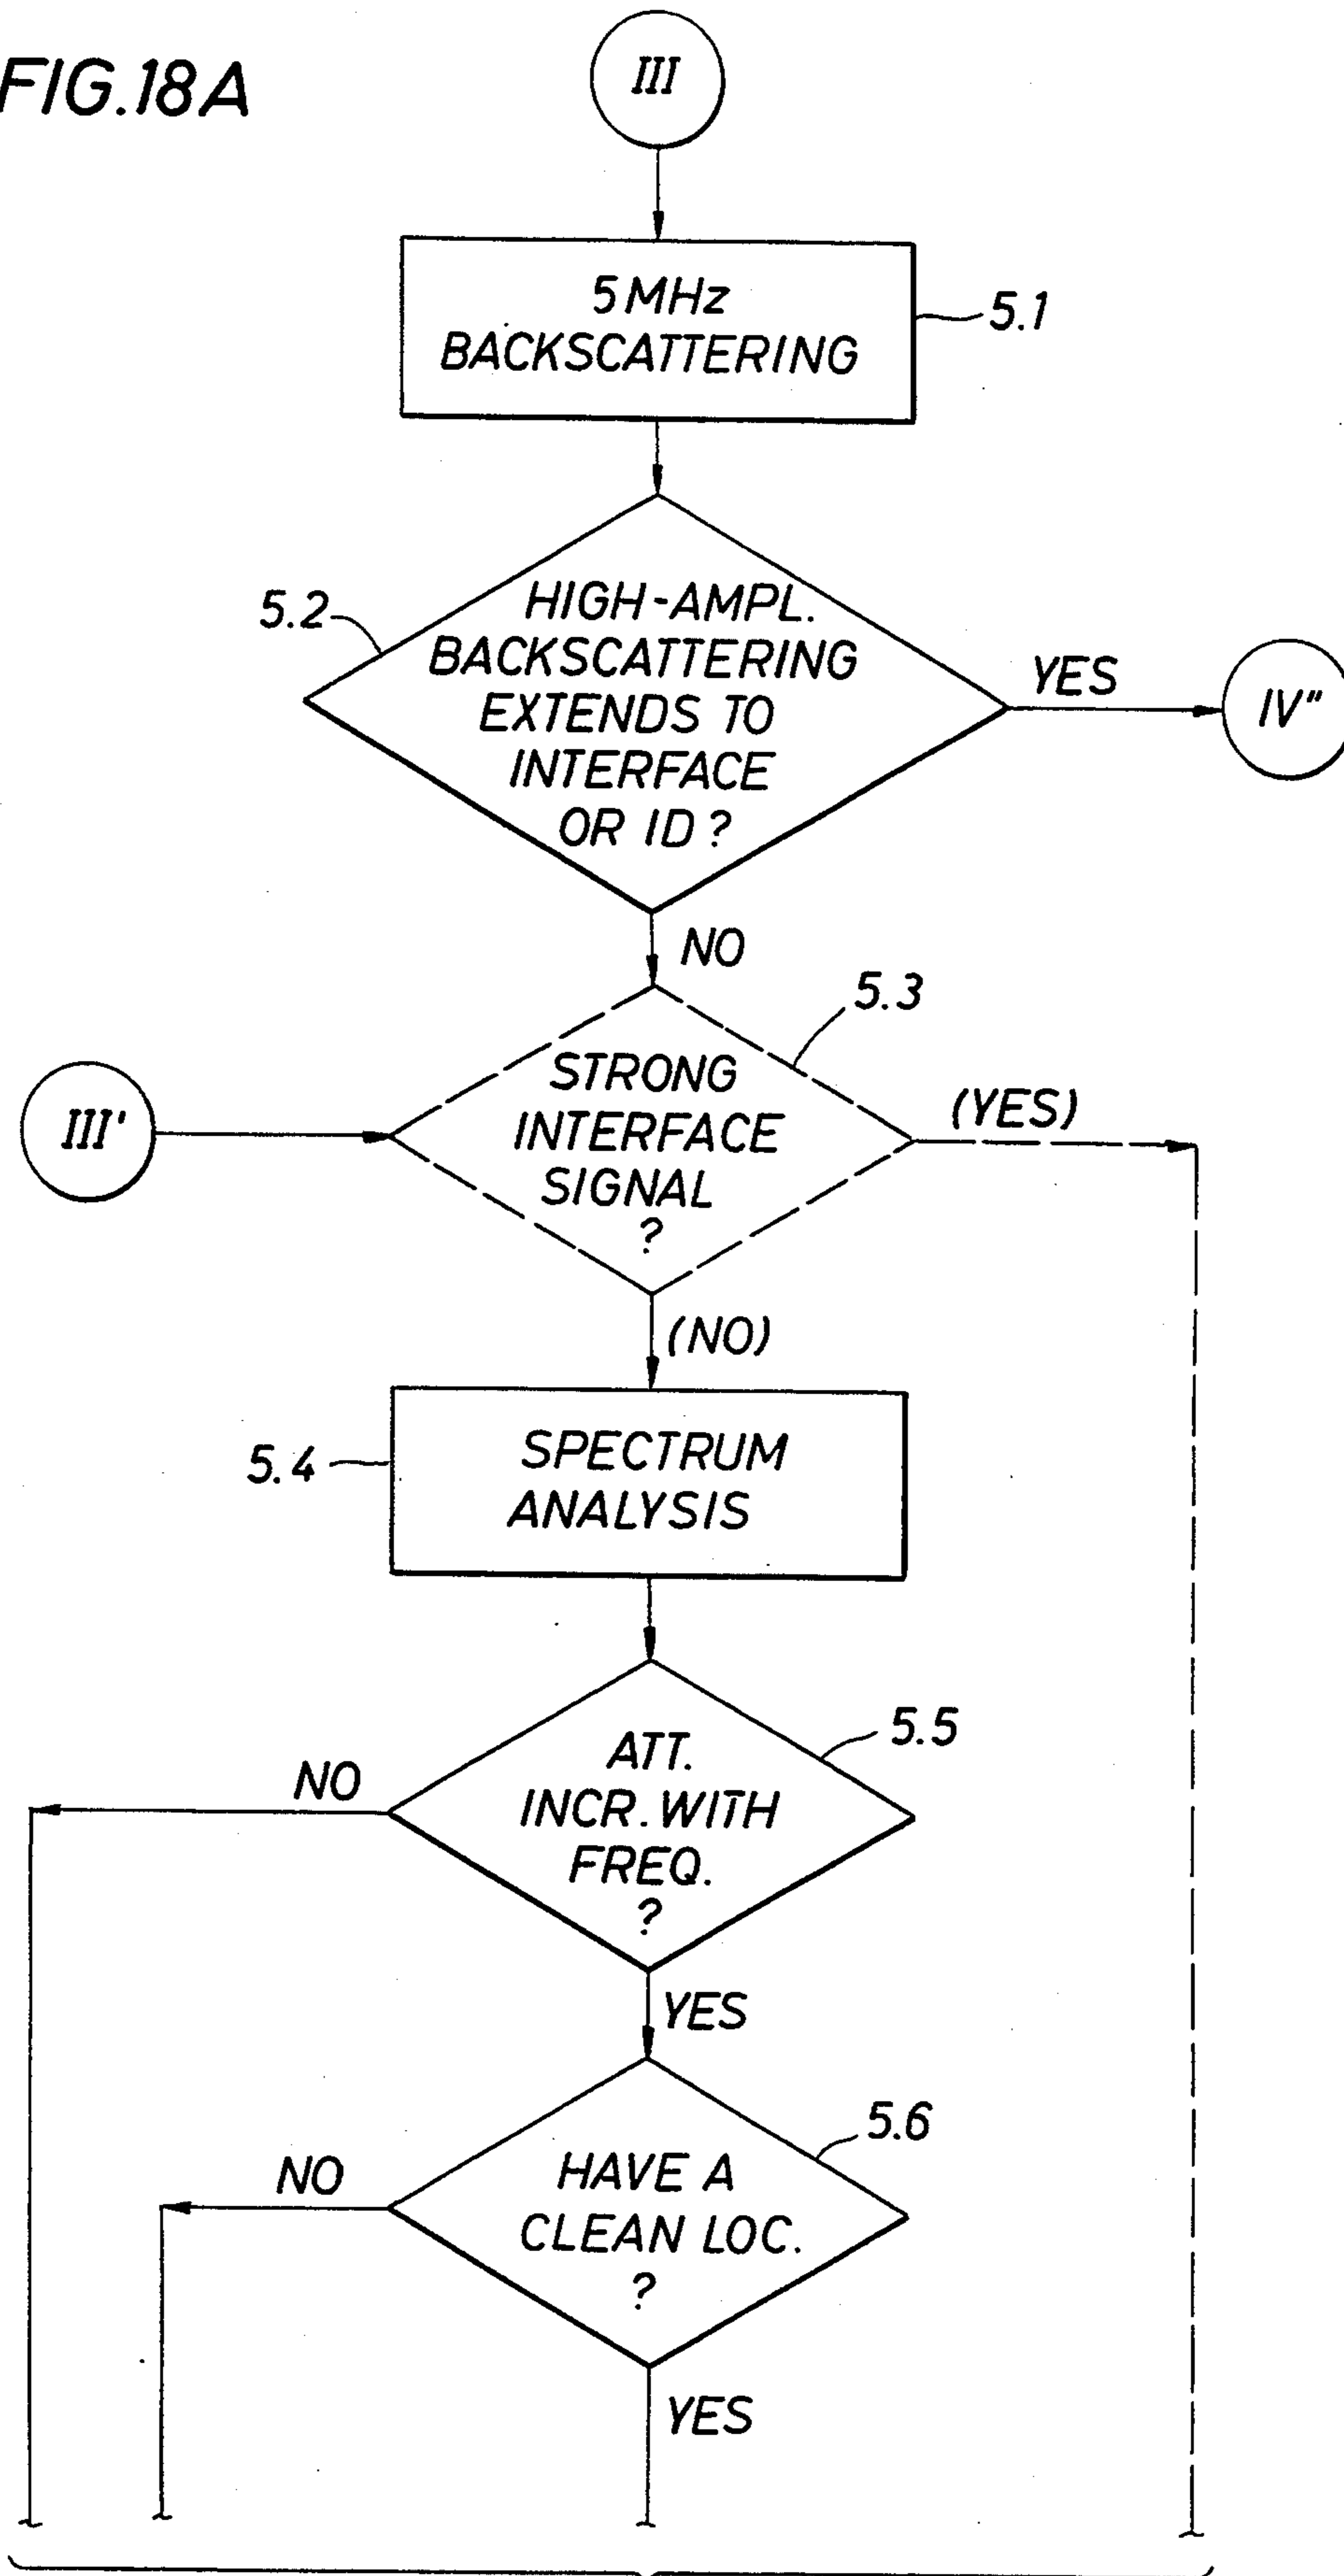 FIG.18A
III
5MHz
BACKSCATTERING
5.1
5.2
HIGH-AMPL.
BACKSCATTERING
EXTENDS TO
INTERFACE
OR ID?
YES
IV"
NO
5.3
STRONG
INTERFACE
SIGNAL
?
III'
(YES)
(NO)
5.4
SPECTRUM
ANALYSIS
5.5
ATT.
INCR. WITH
FREQ.
?
NO
YES
5.6
HAVE A
CLEAN LOC.
?
NO
YES